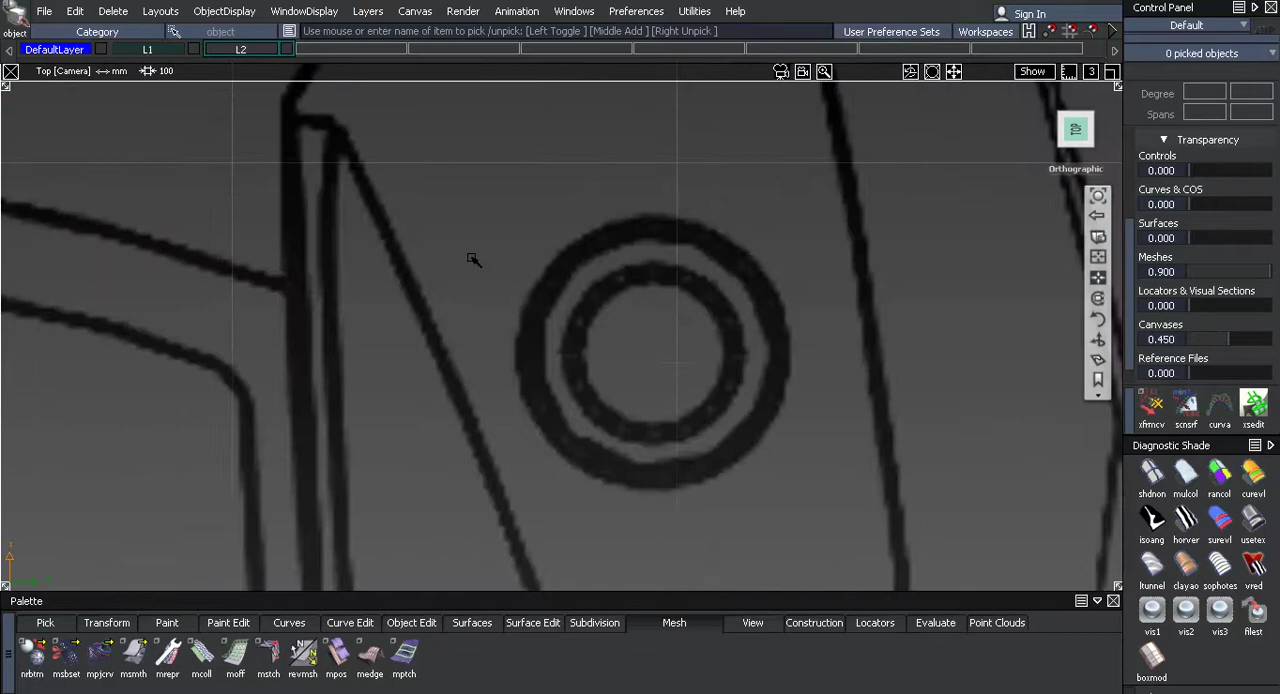 File Edit Delete Layouts ObjectDisplay WindowDisplay Layers Canvas Render Animation Windows Preferences Utilities Help
Sign In
object Category object Use mouse or enter name of item to pick /unpick: [Left Toggle ] [Middle Add ] [Right Unpick ] User Preference Sets Workspaces
DefaultLayer L1 L2
Top [Camera] mm 100 Show 3
TOP
Orthographic
Control Panel
Default
0 picked objects
Degree
Spans
Transparency
Controls
0.000
Curves & COS
0.000
Surfaces
0.000
Meshes
0.900
Locators & Visual Sections
0.000
Canvases
0.450
Reference Files
0.000
xfrmcv scnsrf curva xsedit
Diagnostic Shade
shdnon mulcol rancol curevl
isoang horver surevl usetex
ltunnel clayao sophotes vred
vis1 vis2 vis3 filest
boxmod
Palette
Pick Transform Paint Paint Edit Curves Curve Edit Object Edit Surfaces Surface Edit Subdivision Mesh View Construction Locators Evaluate Point Clouds
nrbtm msbset mpjcrv msmth mrepr mcoll moff mstch revmsh mpos medge mptch